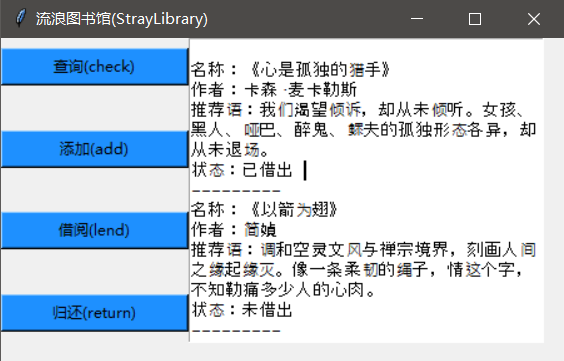 流浪图书馆(StrayLibrary)
查询(check)
添加(add)
借阅(lend)
归还(return)
名称：《心是孤独的猎手》
作者：卡森·麦卡勒斯
推荐语：我们渴望倾诉，却从未倾听。女孩、
黑人、哑巴、醉鬼、鳏夫的孤独形态各异，却
从未退场。
状态：已借出
---------
名称：《以箭为翅》
作者：简媜
推荐语：调和空灵文风与禅宗境界，刻画人间
之缘起缘灭。像一条柔韧的绳子，情这个字，
不知勒痛多少人的心肉。
状态：未借出
---------